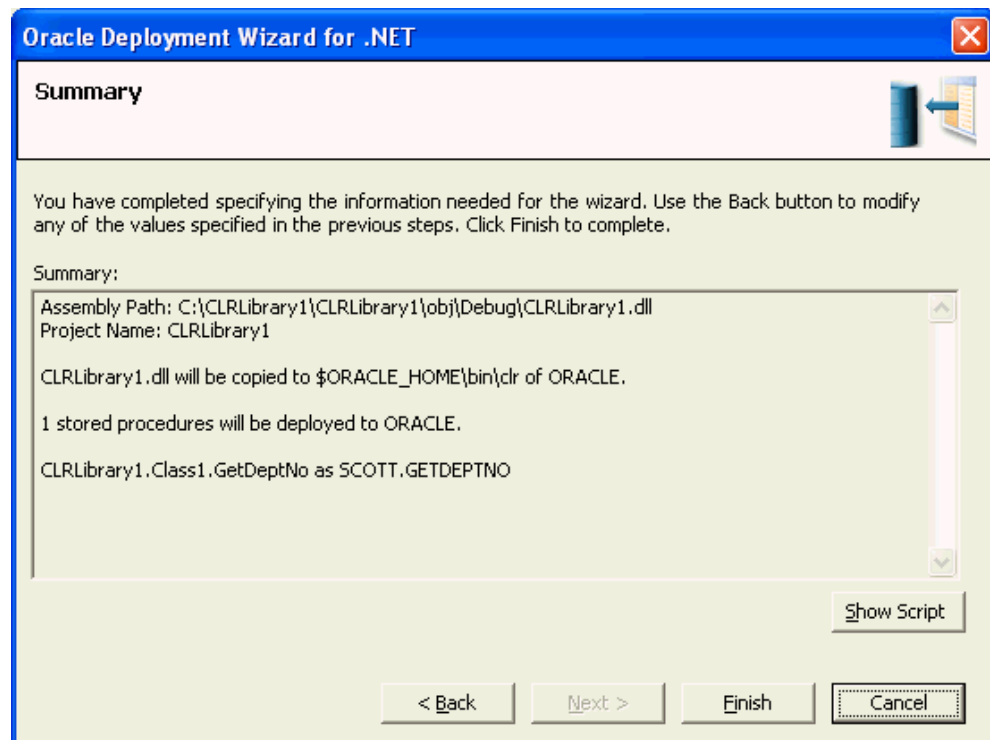 Oracle Deployment Wizard for .NET
Summary
You have completed specifying the information needed for the wizard. Use the Back button to modify
any of the values specified in the previous steps. Click Finish to complete.
Summary:
Assembly Path: C:\CLRLibrary1\CLRLibrary1\obj\Debug\CLRLibrary1.dll
Project Name: CLRLibrary1
CLRLibrary1.dll will be copied to $ORACLE_HOME\bin\clr of ORACLE.
1 stored procedures will be deployed to ORACLE.
CLRLibrary1.Class1.GetDeptNo as SCOTT.GETDEPTNO
Show Script
< Back Next > Finish Cancel